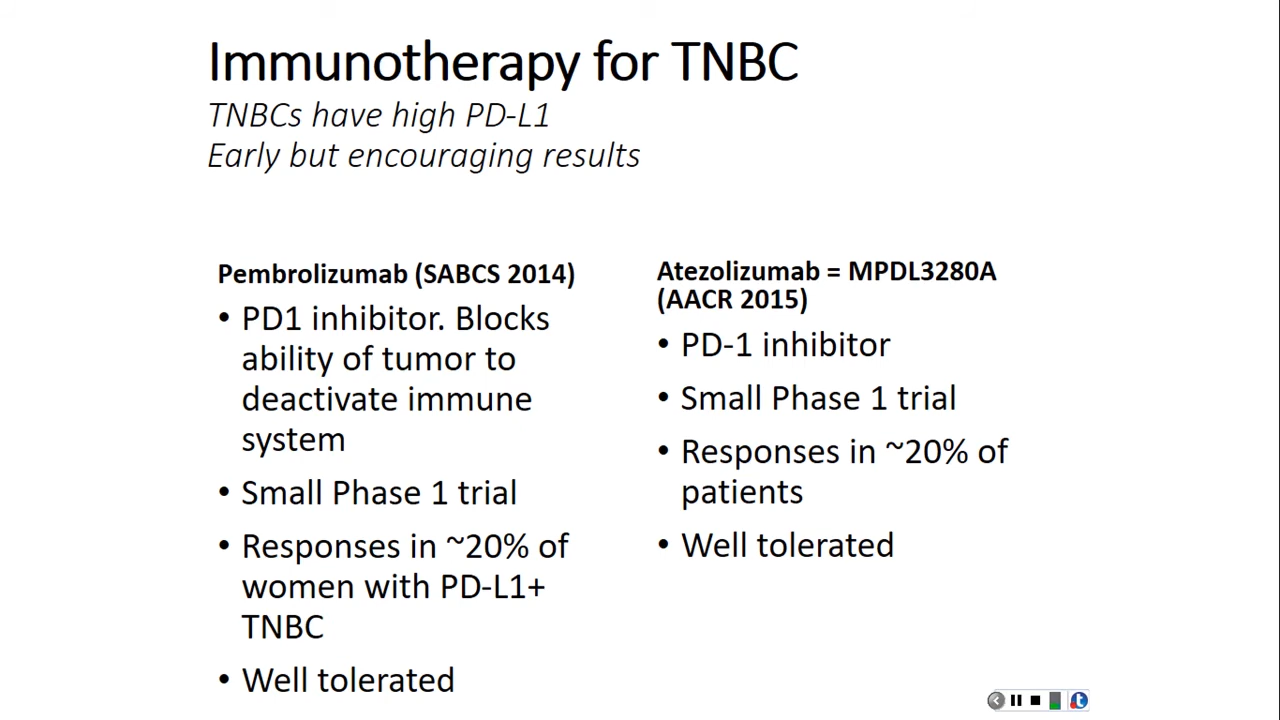 Immunotherapy for TNBC
TNBCs have high PD-L1
Early but encouraging results
Pembrolizumab (SABCS 2014)
• PD1 inhibitor. Blocks
ability of tumor to
deactivate immune
system
• Small Phase 1 trial
• Responses in ~20% of
women with PD-L1+
TNBC
• Well tolerated
Atezolizumab = MPDL3280A
(AACR 2015)
• PD-1 inhibitor
• Small Phase 1 trial
• Responses in ~20% of
patients
• Well tolerated